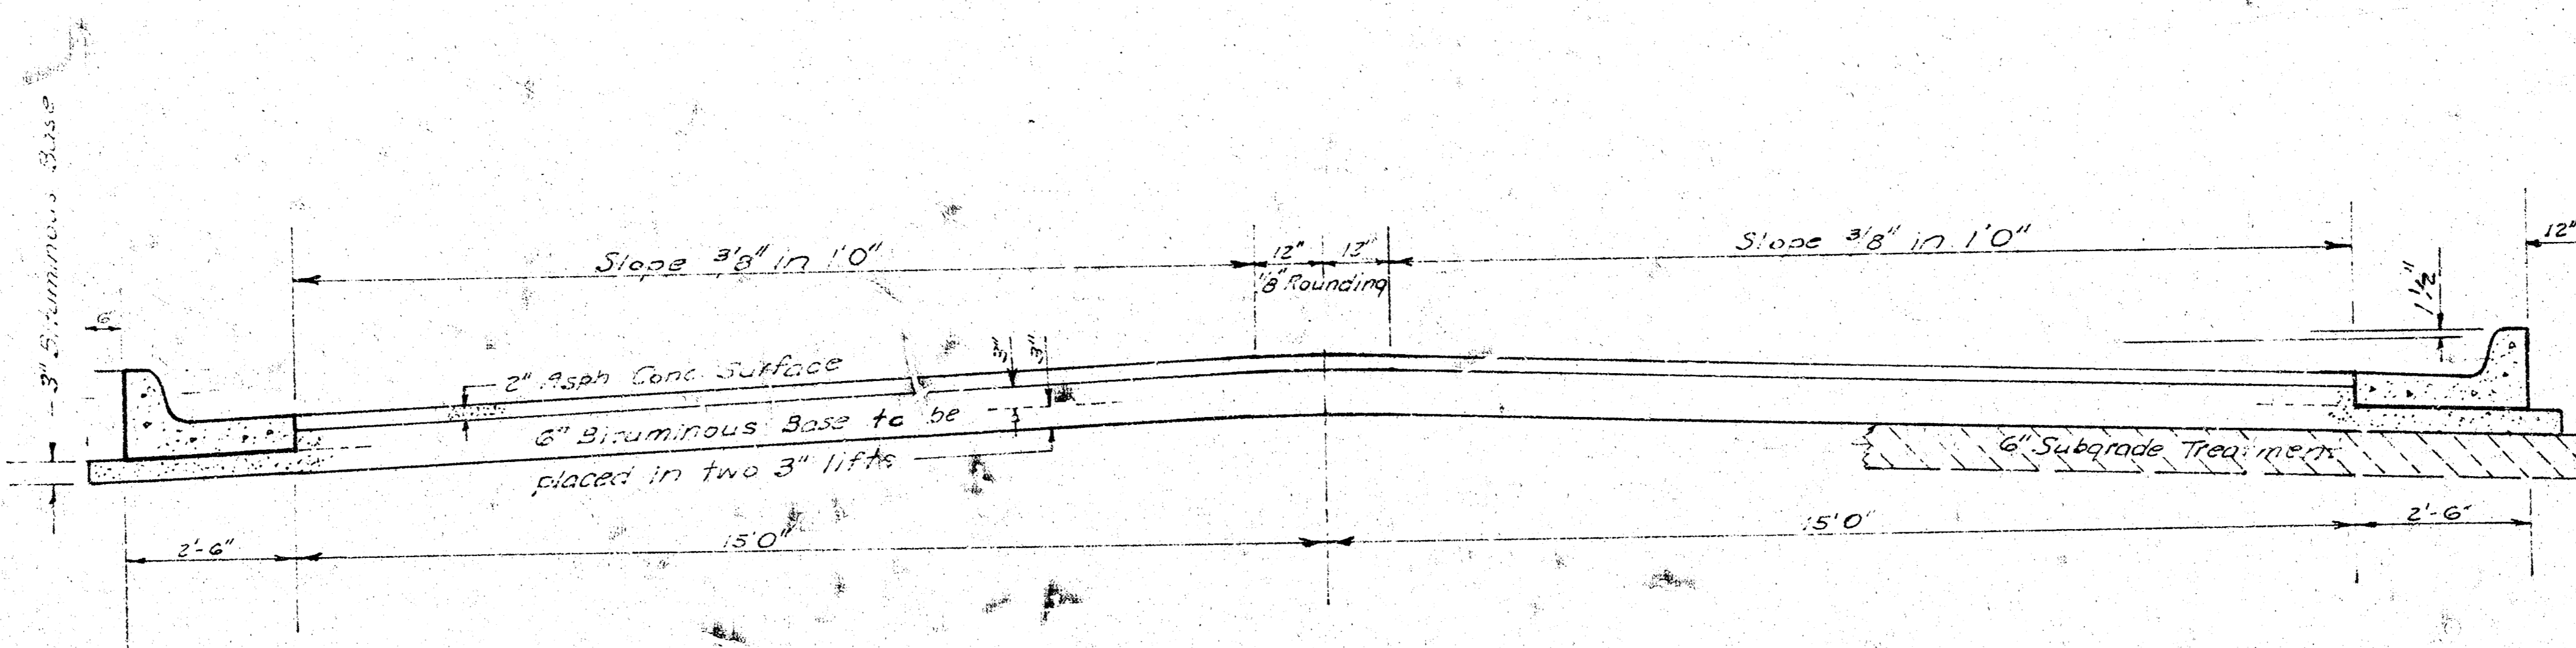 3" Bituminous Base
6"
Slope 3/8" in 1'0"
12" 12"
1/8" Rounding
Slope 3/8" in 1'0"
12"
1 1/2"
2" Asph Conc. Surface
3" 3"
6" Bituminous Base to be
placed in two 3" lifts
6" Subgrade Treatment
2'-6"
15'0"
15'0"
2'-6"